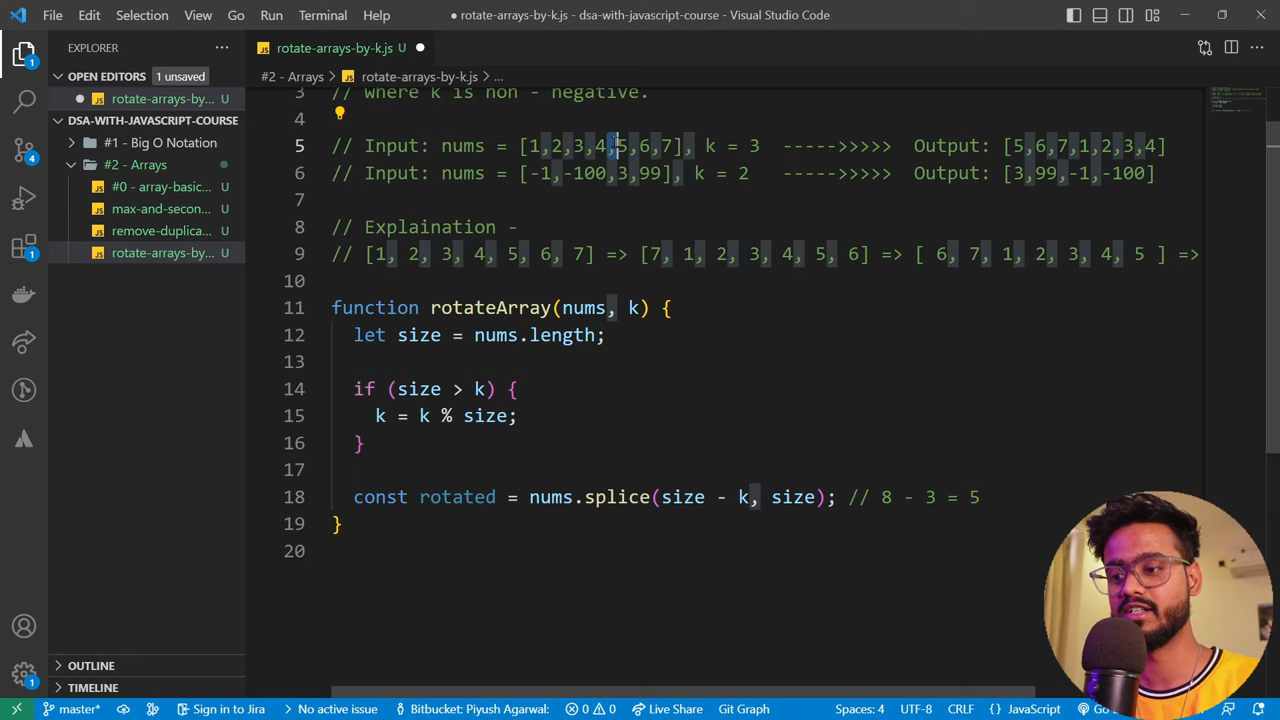 File Edit Selection View Go Run Terminal Help ● rotate-arrays-by-k.js - dsa-with-javascript-course - Visual Studio Code
EXPLORER ...
rotate-arrays-by-k.js U ●
OPEN EDITORS 1 unsaved
#2 - Arrays > JS rotate-arrays-by-k.js > ...
● JS rotate-arrays-by-... U
DSA-WITH-JAVASCRIPT-COURSE
#1 - Big O Notation
#2 - Arrays
JS #0 - array-basic... U
JS max-and-secon... U
JS remove-duplica... U
JS rotate-arrays-by-... U
OUTLINE
TIMELINE
3 // where k is non - negative.
4
5 // Input: nums = [1,2,3,4,5,6,7], k = 3 ----->>>>> Output: [5,6,7,1,2,3,4]
6 // Input: nums = [-1,-100,3,99], k = 2 ----->>>>> Output: [3,99,-1,-100]
7
8 // Explaination -
9 // [1, 2, 3, 4, 5, 6, 7] => [7, 1, 2, 3, 4, 5, 6] => [ 6, 7, 1, 2, 3, 4, 5 ] =>
10
11 function rotateArray(nums, k) {
12 let size = nums.length;
13
14 if (size > k) {
15 k = k % size;
16 }
17
18 const rotated = nums.splice(size - k, size); // 8 - 3 = 5
19 }
20
1
1
1
master* Sign in to Jira No active issue Bitbucket: Piyush Agarwal: 0 0 Live Share Git Graph Spaces: 4 UTF-8 CRLF {} JavaScript